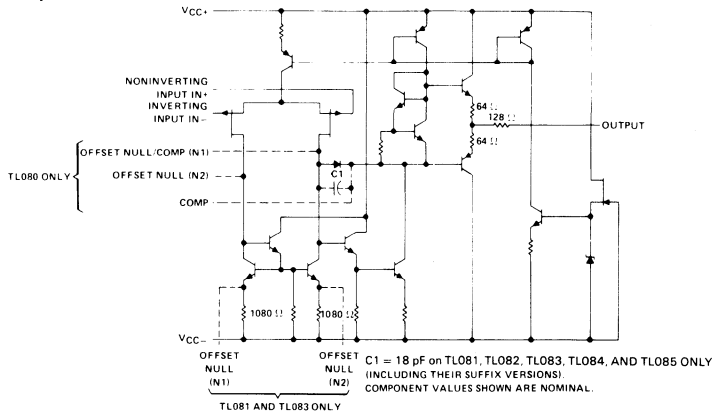 VCC+
NONINVERTING
INPUT IN+
INVERTING
INPUT IN−
64 Ω
128 Ω
OUTPUT
64 Ω
OFFSET NULL/COMP (N1)
C1
TL080 ONLY
OFFSET NULL (N2)
COMP
1080 Ω
1080 Ω
VCC−
OFFSET
NULL
(N1)
OFFSET
NULL
(N2)
C1 = 18 pF on TL081, TL082, TL083, TL084, AND TL085 ONLY
(INCLUDING THEIR SUFFIX VERSIONS).
COMPONENT VALUES SHOWN ARE NOMINAL.
TL081 AND TL083 ONLY